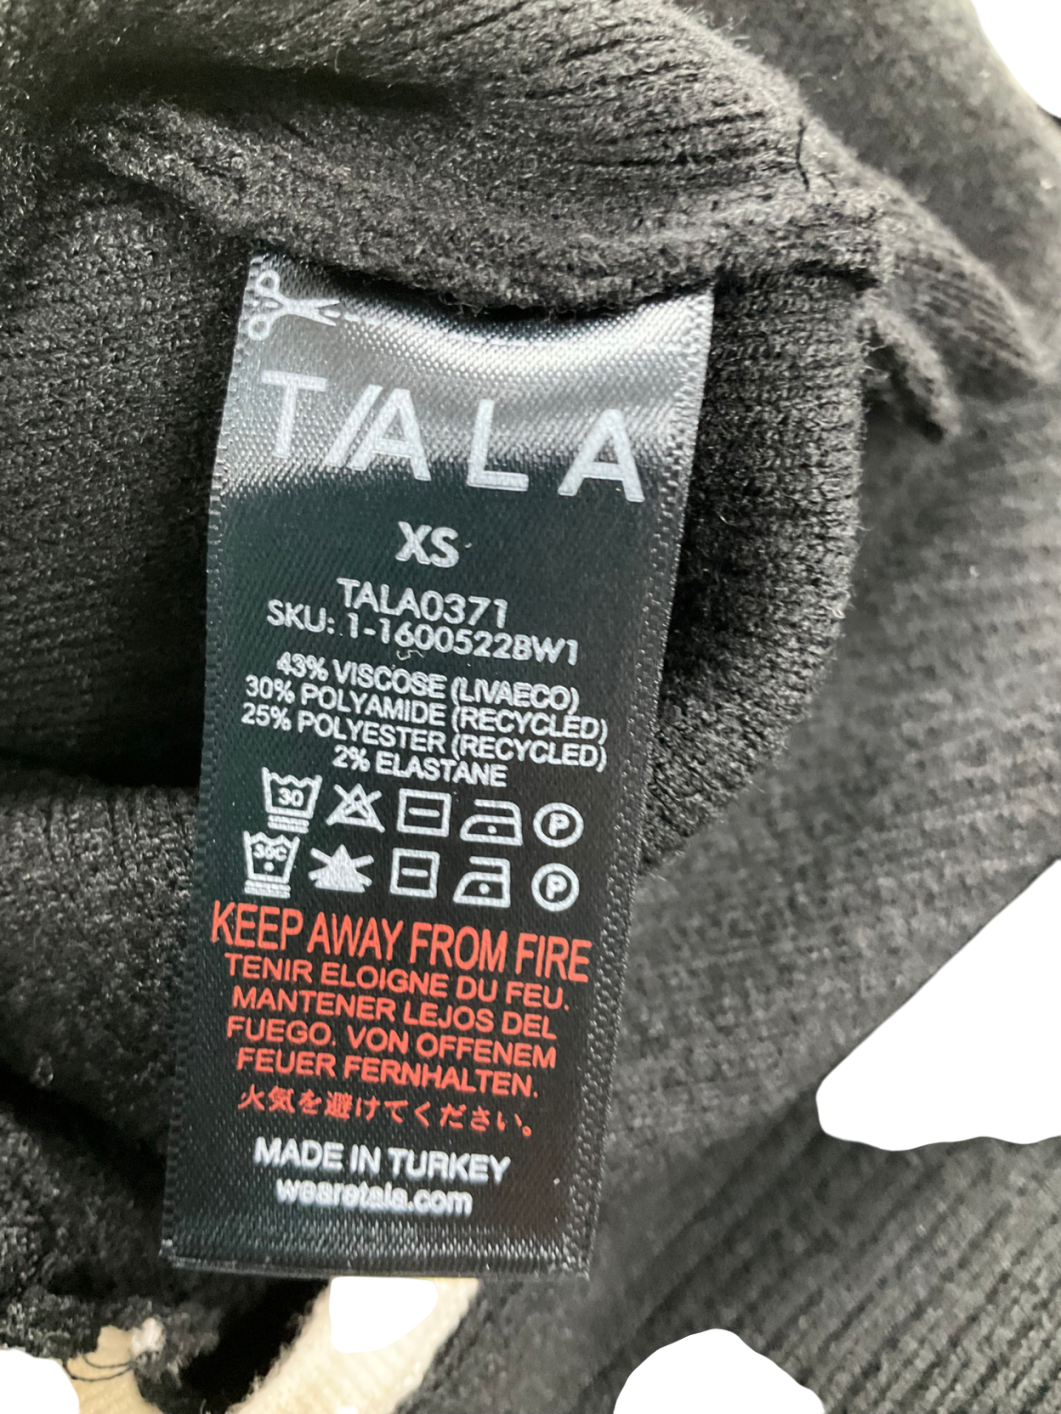 T//ALA
XS
TALA0371
SKU: 1-1600522BW1
43% VISCOSE (LIVAECO)
30% POLYAMIDE (RECYCLED)
25% POLYESTER (RECYCLED)
2% ELASTANE
30 P
30C P
KEEP AWAY FROM FIRE
TENIR ELOIGNE DU FEU.
MANTENER LEJOS DEL
FUEGO. VON OFFENEM
FEUER FERNHALTEN.
火気を避けてください。
MADE IN TURKEY
wearetala.com